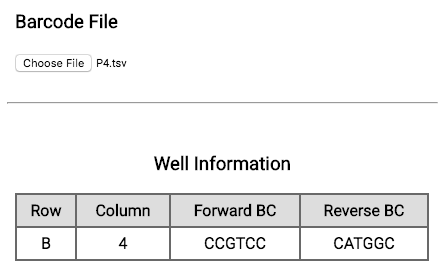 Barcode File
Choose File P4.tsv
Well Information
Row Column Forward BC Reverse BC
B 4 CCGTCC CATGGC